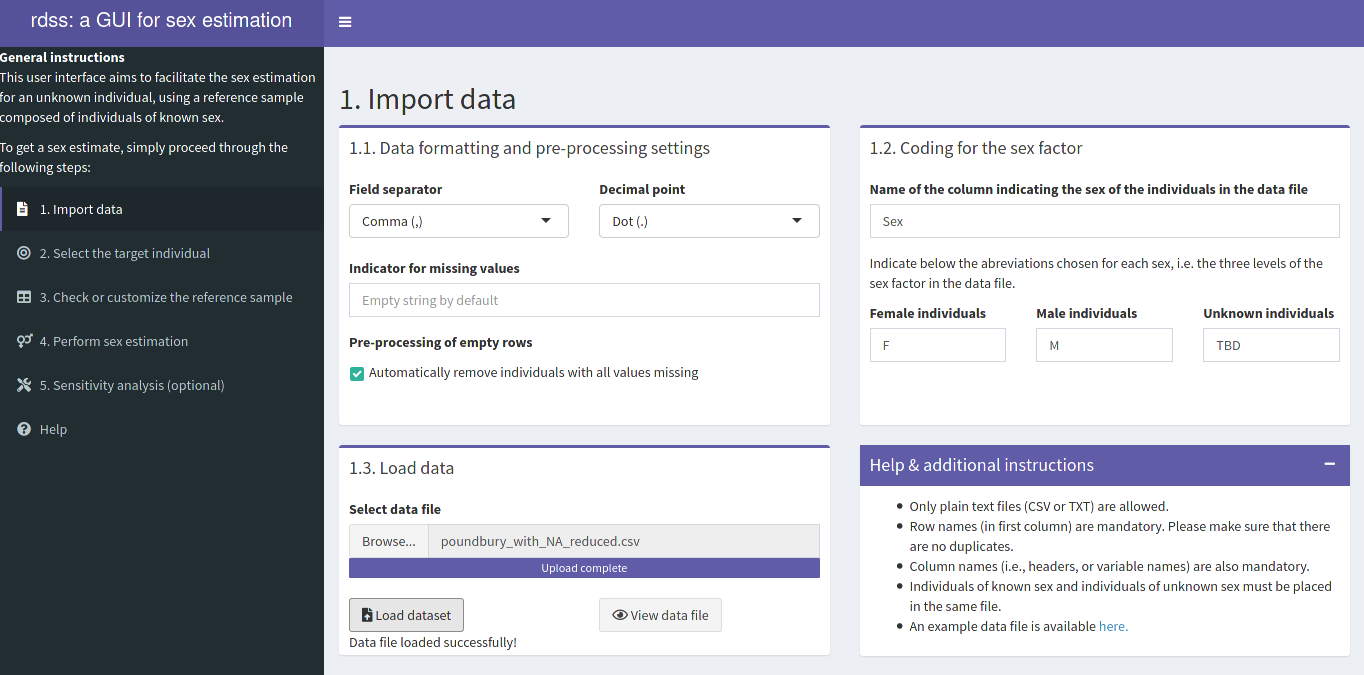 rdss: a GUI for sex estimation
General instructions
This user interface aims to facilitate the sex estimation
for an unknown individual, using a reference sample
composed of individuals of known sex.
To get a sex estimate, simply proceed through the
following steps:
1. Import data
2. Select the target individual
3. Check or customize the reference sample
4. Perform sex estimation
5. Sensitivity analysis (optional)
Help
1. Import data
1.1. Data formatting and pre-processing settings
Field separator
Decimal point
Comma (,)
Dot (.)
Indicator for missing values
Empty string by default
Pre-processing of empty rows
Automatically remove individuals with all values missing
1.2. Coding for the sex factor
Name of the column indicating the sex of the individuals in the data file
Sex
Indicate below the abreviations chosen for each sex, i.e. the three levels of the
sex factor in the data file.
Female individuals
Male individuals
Unknown individuals
F
M
TBD
1.3. Load data
Select data file
Browse...
poundbury_with_NA_reduced.csv
Upload complete
Load dataset
View data file
Data file loaded successfully!
Help & additional instructions
Only plain text files (CSV or TXT) are allowed.
Row names (in first column) are mandatory. Please make sure that there
are no duplicates.
Column names (i.e., headers, or variable names) are also mandatory.
Individuals of known sex and individuals of unknown sex must be placed
in the same file.
An example data file is available here.